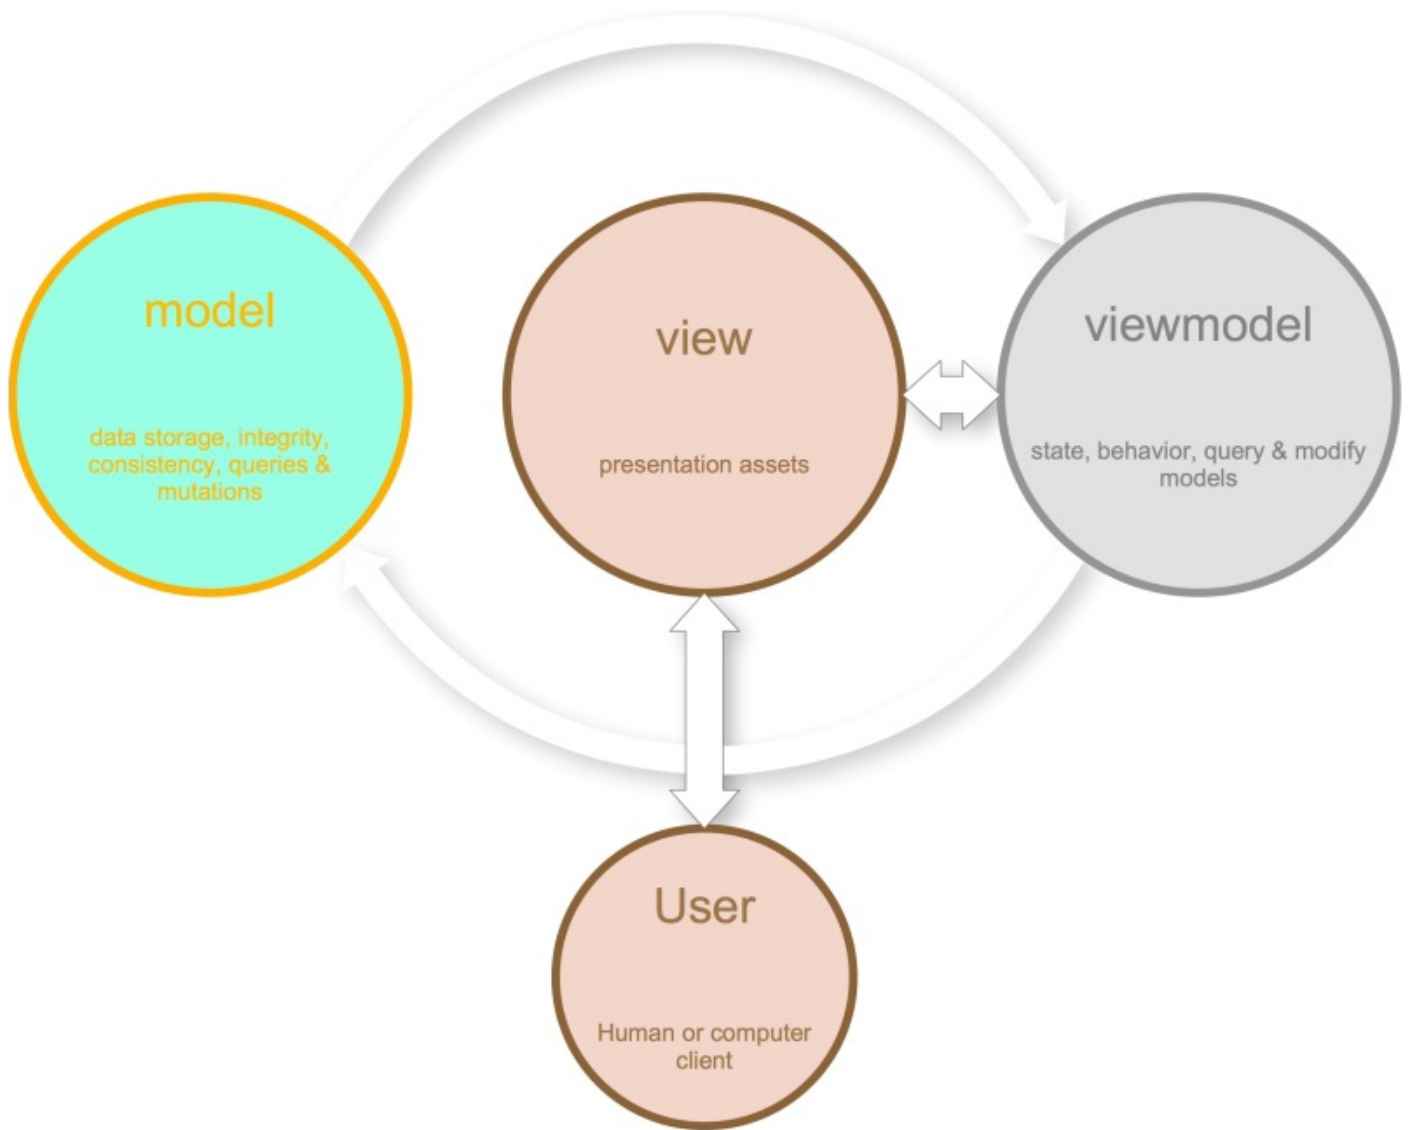 model
data storage, integrity,
consistency, queries &
mutations
view
presentation assets
viewmodel
state, behavior, query & modify
models
User
Human or computer
client